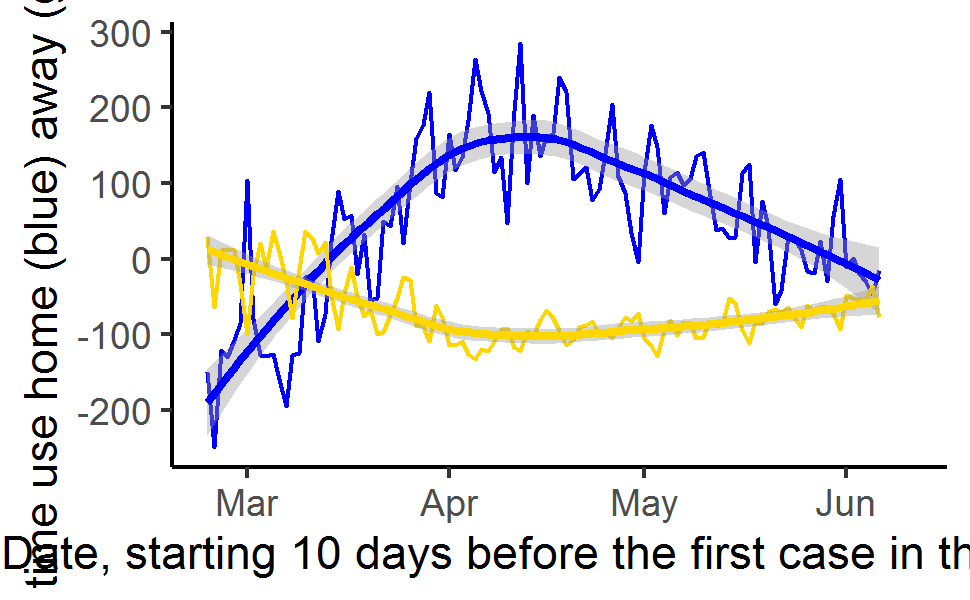 time use home (blue) away (
300
200
100
0
-100
-200
Mar Apr May Jun
Date, starting 10 days before the first case in th